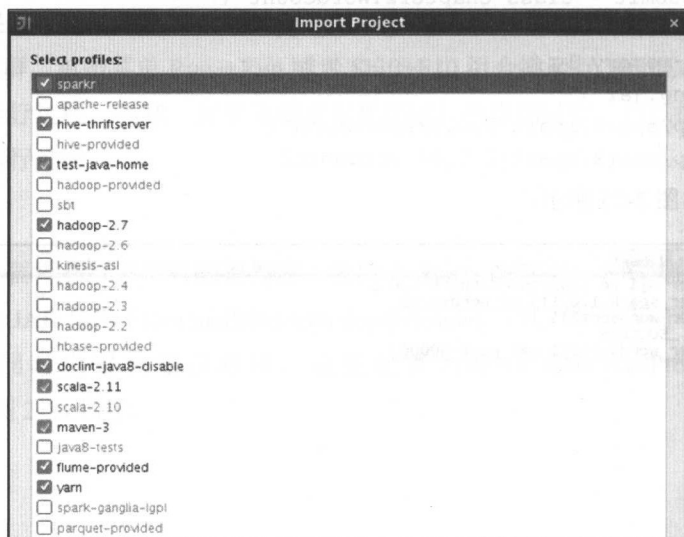 Import Project
Select profiles:
sparkr
apache-release
hive-thriftserver
hive-provided
test-java-home
hadoop-provided
sbt
hadoop-2.7
hadoop-2.6
kinesis-asl
hadoop-2.4
hadoop-2.3
hadoop-2.2
hbase-provided
doclint-java8-disable
scala-2.11
scala-2.10
maven-3
java8-tests
flume-provided
yarn
spark-ganglia-lgpl
parquet-provided